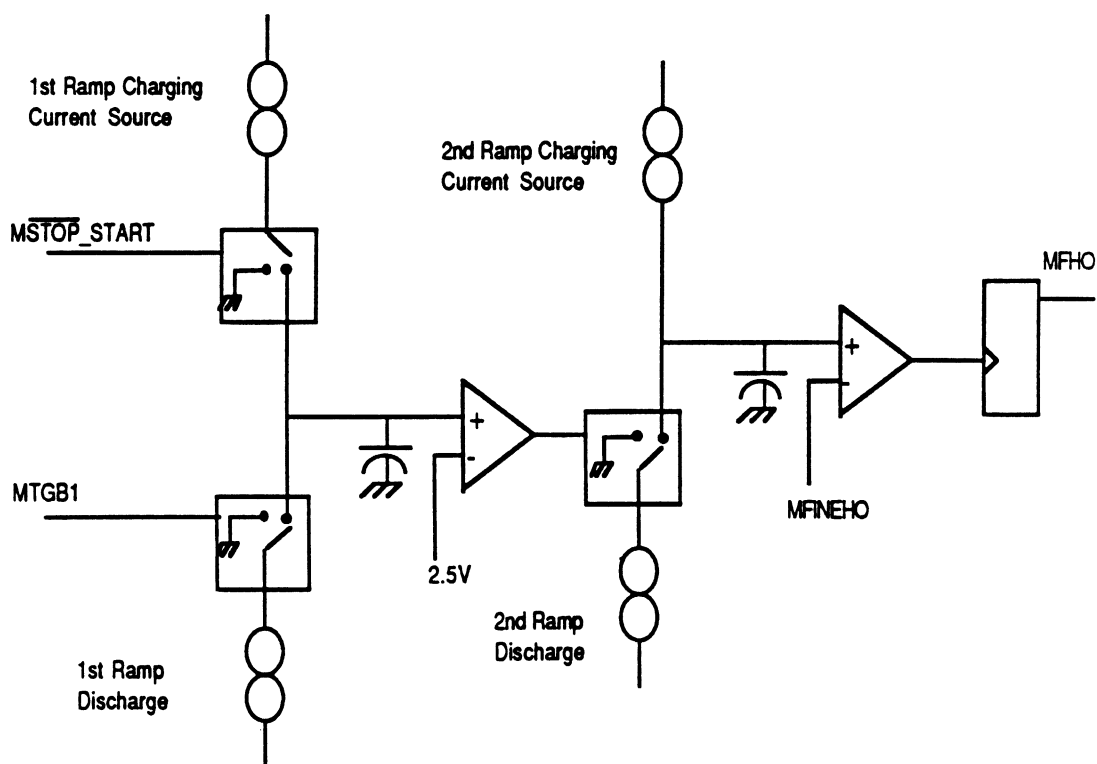 1st Ramp Charging
Current Source
2nd Ramp Charging
Current Source
MSTOP_START
MFHO
+
-
+
-
MTGB1
MFINEHO
2.5V
2nd Ramp
Discharge
1st Ramp
Discharge